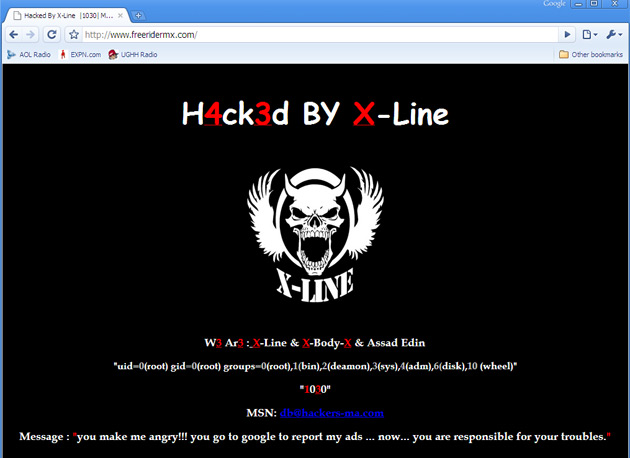 Google
Hacked By X-Line |1030| M...
http://www.freeridermx.com/
AOL Radio EXPN.com UGHH Radio Other bookmarks
H4ck3d BY X-Line
X-LINE
W3 Ar3 : X-Line & X-Body-X & Assad Edin
"uid=0(root) gid=0(root) groups=0(root),1(bin),2(deamon),3(sys),4(adm),6(disk),10 (wheel)"
"1030"
MSN: db@hackers-ma.com
Message : "you make me angry!!! you go to google to report my ads ... now... you are responsible for your troubles."